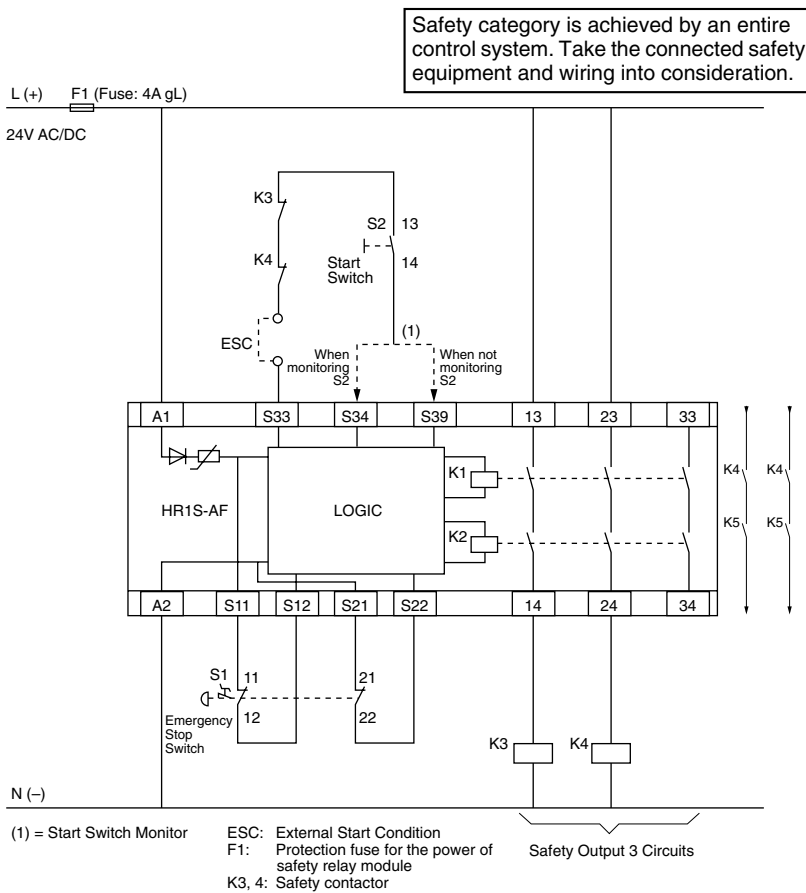 Safety category is achieved by an entire
control system. Take the connected safety
equipment and wiring into consideration.
L (+) F1 (Fuse: 4A gL)
24V AC/DC
K3
S2 13
K4
Start
Switch
14
ESC
(1)
When
monitoring
S2
When not
monitoring
S2
A1 S33 S34 S39 13 23 33
K1
K4 K4
HR1S-AF LOGIC
K2
K5 K5
A2 S11 S12 S21 S22 14 24 34
S1 11 21
12 22
Emergency
Stop
Switch
K3 K4
N (–)
(1) = Start Switch Monitor
ESC: External Start Condition
F1: Protection fuse for the power of
safety relay module
K3, 4: Safety contactor
Safety Output 3 Circuits